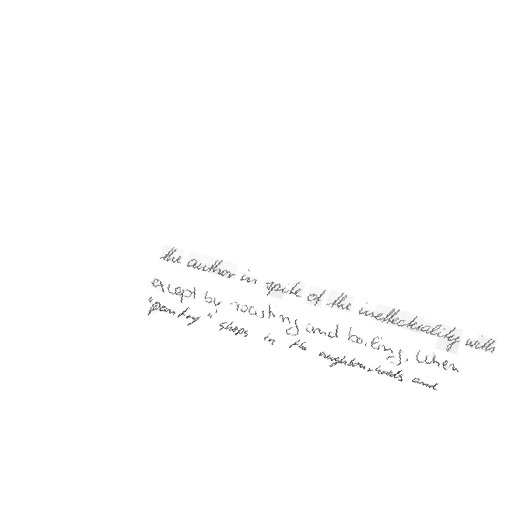 the author in spite of the intellectuality with
except by roasting and boiling. When
"pantry" shops in the neighbourhoods and